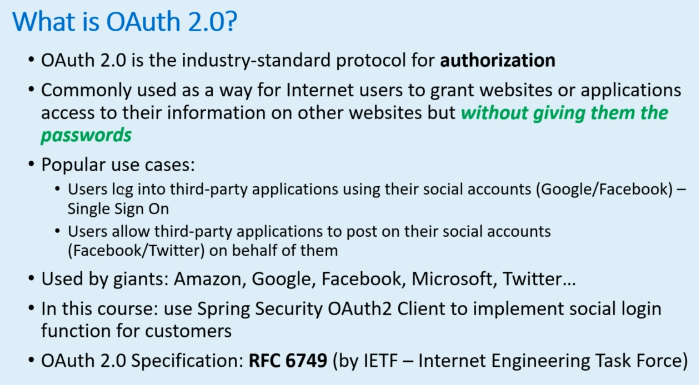 What is OAuth 2.0?
• OAuth 2.0 is the industry-standard protocol for authorization
• Commonly used as a way for Internet users to grant websites or applications
access to their information on other websites but without giving them the
passwords
• Popular use cases:
• Users log into third-party applications using their social accounts (Google/Facebook) –
Single Sign On
• Users allow third-party applications to post on their social accounts
(Facebook/Twitter) on behalf of them
• Used by giants: Amazon, Google, Facebook, Microsoft, Twitter…
• In this course: use Spring Security OAuth2 Client to implement social login
function for customers
• OAuth 2.0 Specification: RFC 6749 (by IETF – Internet Engineering Task Force)